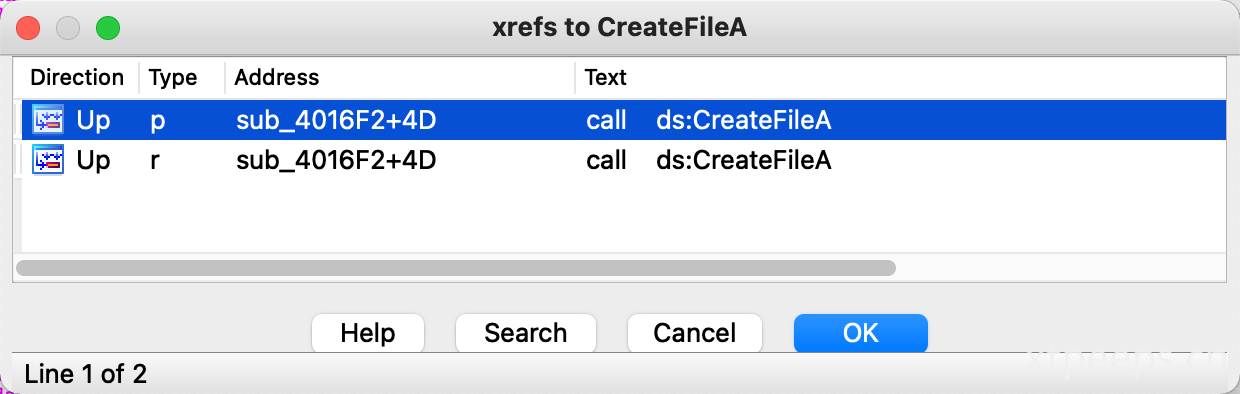 xrefs to CreateFileA
Direction Type Address Text
Up p sub_4016F2+4D call ds:CreateFileA
Up r sub_4016F2+4D call ds:CreateFileA
Help Search Cancel OK
Line 1 of 2